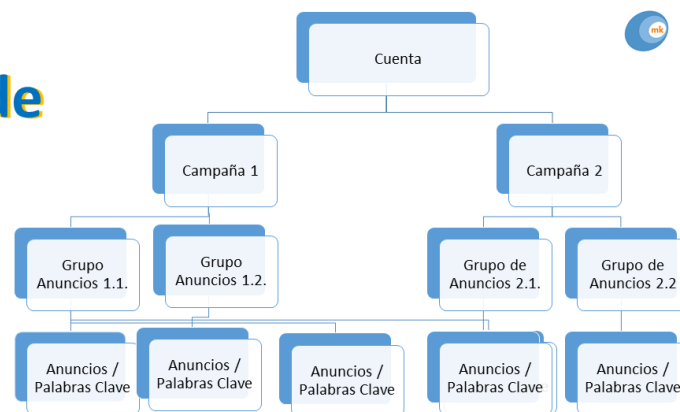 mk
Cuenta
le
Campaña 1
Campaña 2
Grupo
Anuncios 1.1.
Grupo
Anuncios 1.2.
Grupo de
Anuncios 2.1.
Grupo de
Anuncios 2.2
Anuncios /
Palabras Clave
Anuncios /
Palabras Clave
Anuncios /
Palabras Clave
Anuncios /
Palabras Clave
Anuncios /
Palabras Clave